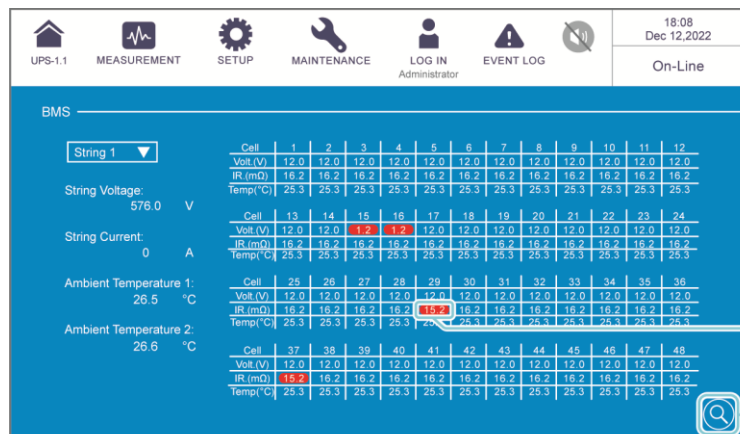 18:08
Dec 12,2022
UPS-1.1 MEASUREMENT SETUP MAINTENANCE LOG IN EVENT LOG
Administrator
On-Line
BMS
String 1
String Voltage:
576.0 V
String Current:
0 A
Ambient Temperature 1:
26.5 °C
Ambient Temperature 2:
26.6 °C
Cell 1 2 3 4 5 6 7 8 9 10 11 12
Volt.(V) 12.0 12.0 12.0 12.0 12.0 12.0 12.0 12.0 12.0 12.0 12.0 12.0
IR.(mΩ) 16.2 16.2 16.2 16.2 16.2 16.2 16.2 16.2 16.2 16.2 16.2 16.2
Temp(°C) 25.3 25.3 25.3 25.3 25.3 25.3 25.3 25.3 25.3 25.3 25.3 25.3
Cell 13 14 15 16 17 18 19 20 21 22 23 24
Volt.(V) 12.0 12.0 1.2 1.2 12.0 12.0 12.0 12.0 12.0 12.0 12.0 12.0
IR.(mΩ) 16.2 16.2 16.2 16.2 16.2 16.2 16.2 16.2 16.2 16.2 16.2 16.2
Temp(°C) 25.3 25.3 25.3 25.3 25.3 25.3 25.3 25.3 25.3 25.3 25.3 25.3
Cell 25 26 27 28 29 30 31 32 33 34 35 36
Volt.(V) 12.0 12.0 12.0 12.0 12.0 12.0 12.0 12.0 12.0 12.0 12.0 12.0
IR.(mΩ) 16.2 16.2 16.2 16.2 15.2 16.2 16.2 16.2 16.2 16.2 16.2 16.2
Temp(°C) 25.3 25.3 25.3 25.3 25.3 25.3 25.3 25.3 25.3 25.3 25.3 25.3
Cell 37 38 39 40 41 42 43 44 45 46 47 48
Volt.(V) 12.0 12.0 12.0 12.0 12.0 12.0 12.0 12.0 12.0 12.0 12.0 12.0
IR.(mΩ) 15.2 16.2 16.2 16.2 16.2 16.2 16.2 16.2 16.2 16.2 16.2 16.2
Temp(°C) 25.3 25.3 25.3 25.3 25.3 25.3 25.3 25.3 25.3 25.3 25.3 25.3